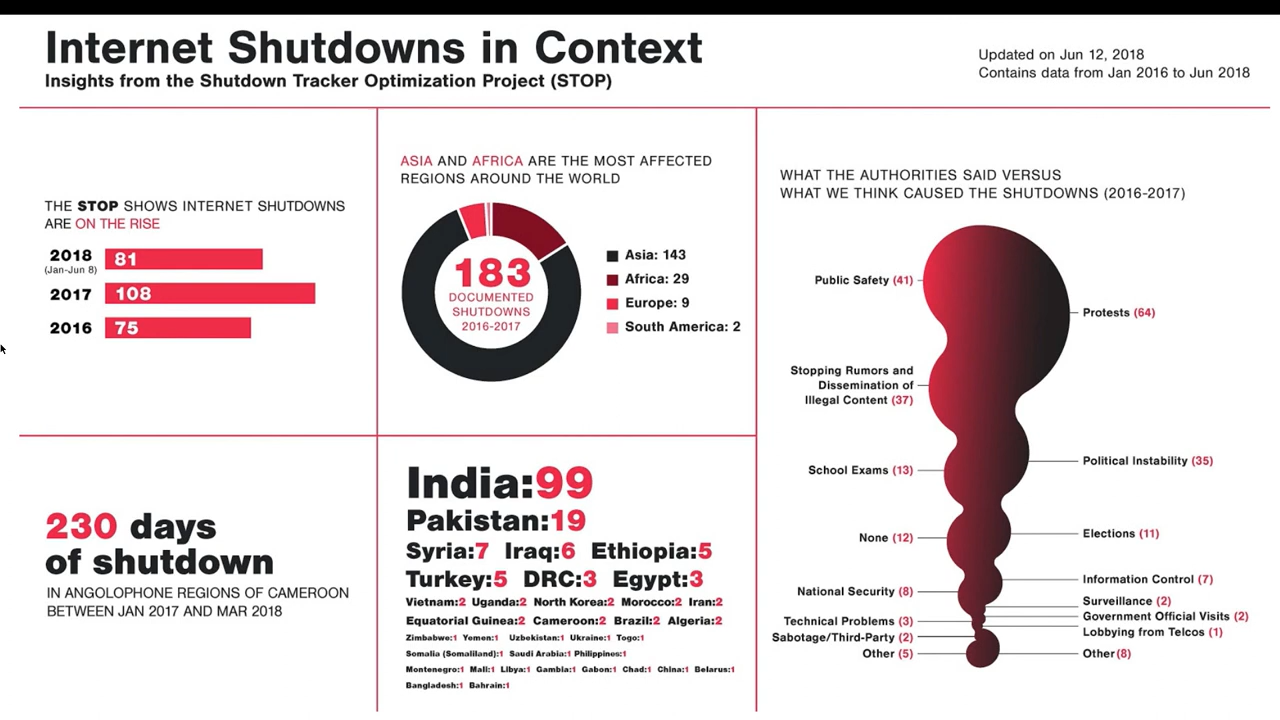 Internet Shutdowns in Context
Insights from the Shutdown Tracker Optimization Project (STOP)
Updated on Jun 12, 2018
Contains data from Jan 2016 to Jun 2018
THE STOP SHOWS INTERNET SHUTDOWNS
ARE ON THE RISE
2018 81
(Jan-Jun 8)
2017 108
2016 75
ASIA AND AFRICA ARE THE MOST AFFECTED
REGIONS AROUND THE WORLD
183
DOCUMENTED
SHUTDOWNS
2016-2017
Asia: 143
Africa: 29
Europe: 9
South America: 2
230 days
of shutdown
IN ANGOLOPHONE REGIONS OF CAMEROON
BETWEEN JAN 2017 AND MAR 2018
India:99
Pakistan:19
Syria:7 Iraq:6 Ethiopia:5
Turkey:5 DRC:3 Egypt:3
Vietnam:2 Uganda:2 North Korea:2 Morocco:2 Iran:2
Equatorial Guinea:2 Cameroon:2 Brazil:2 Algeria:2
Zimbabwe:1 Yemen:1 Uzbekistan:1 Ukraine:1 Togo:1
Somalia (Somaliland):1 Saudi Arabia:1 Philippines:1
Montenegro:1 Mali:1 Libya:1 Gambia:1 Gabon:1 Chad:1 China:1 Belarus:1
Bangladesh:1 Bahrain:1
WHAT THE AUTHORITIES SAID VERSUS
WHAT WE THINK CAUSED THE SHUTDOWNS (2016-2017)
Public Safety (41)
Stopping Rumors and
Dissemination of
Illegal Content (37)
School Exams (13)
None (12)
National Security (8)
Technical Problems (3)
Sabotage/Third-Party (2)
Other (5)
Protests (64)
Political Instability (35)
Elections (11)
Information Control (7)
Surveillance (2)
Government Official Visits (2)
Lobbying from Telcos (1)
Other(8)